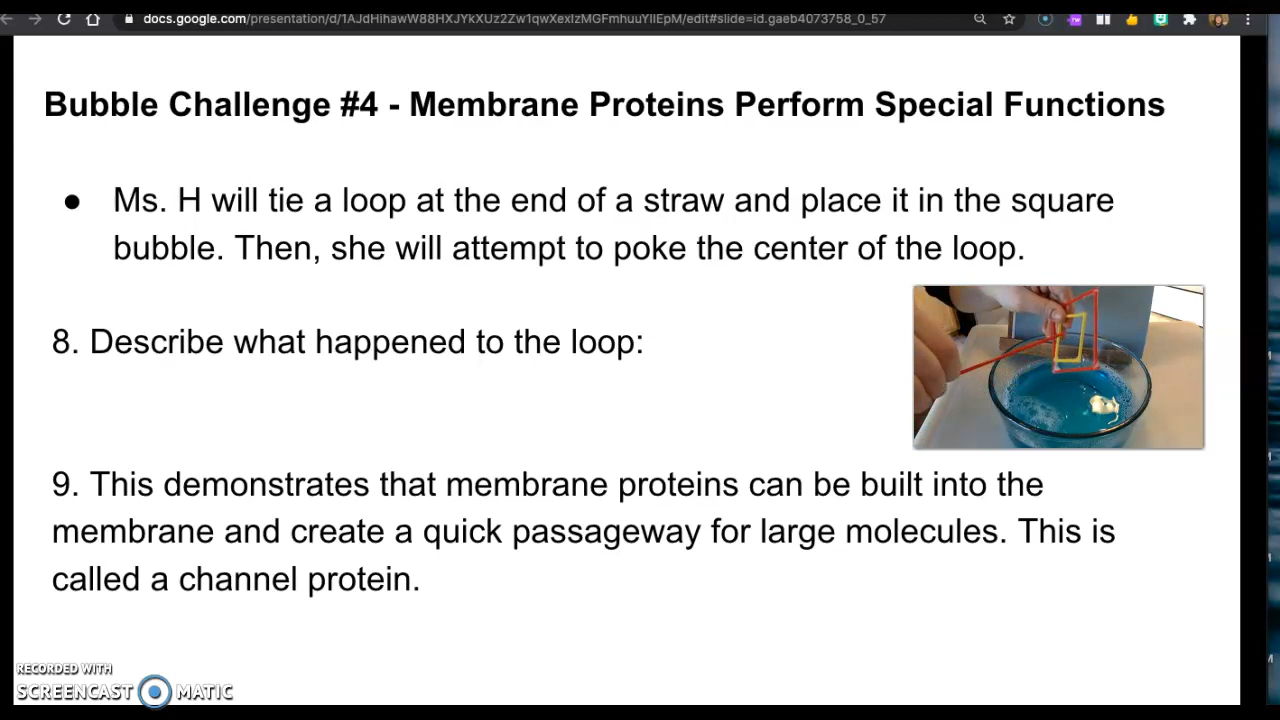 docs.google.com/presentation/d/1AJdHihawW88HXJYkXUz2Zw1qwXexIzMGFmhuuYlIEpM/edit#slide=id.gaeb4073758_0_57
Bubble Challenge #4 - Membrane Proteins Perform Special Functions
● Ms. H will tie a loop at the end of a straw and place it in the square
bubble. Then, she will attempt to poke the center of the loop.
8. Describe what happened to the loop:
9. This demonstrates that membrane proteins can be built into the
membrane and create a quick passageway for large molecules. This is
called a channel protein.
RECORDED WITH
SCREENCAST MATIC